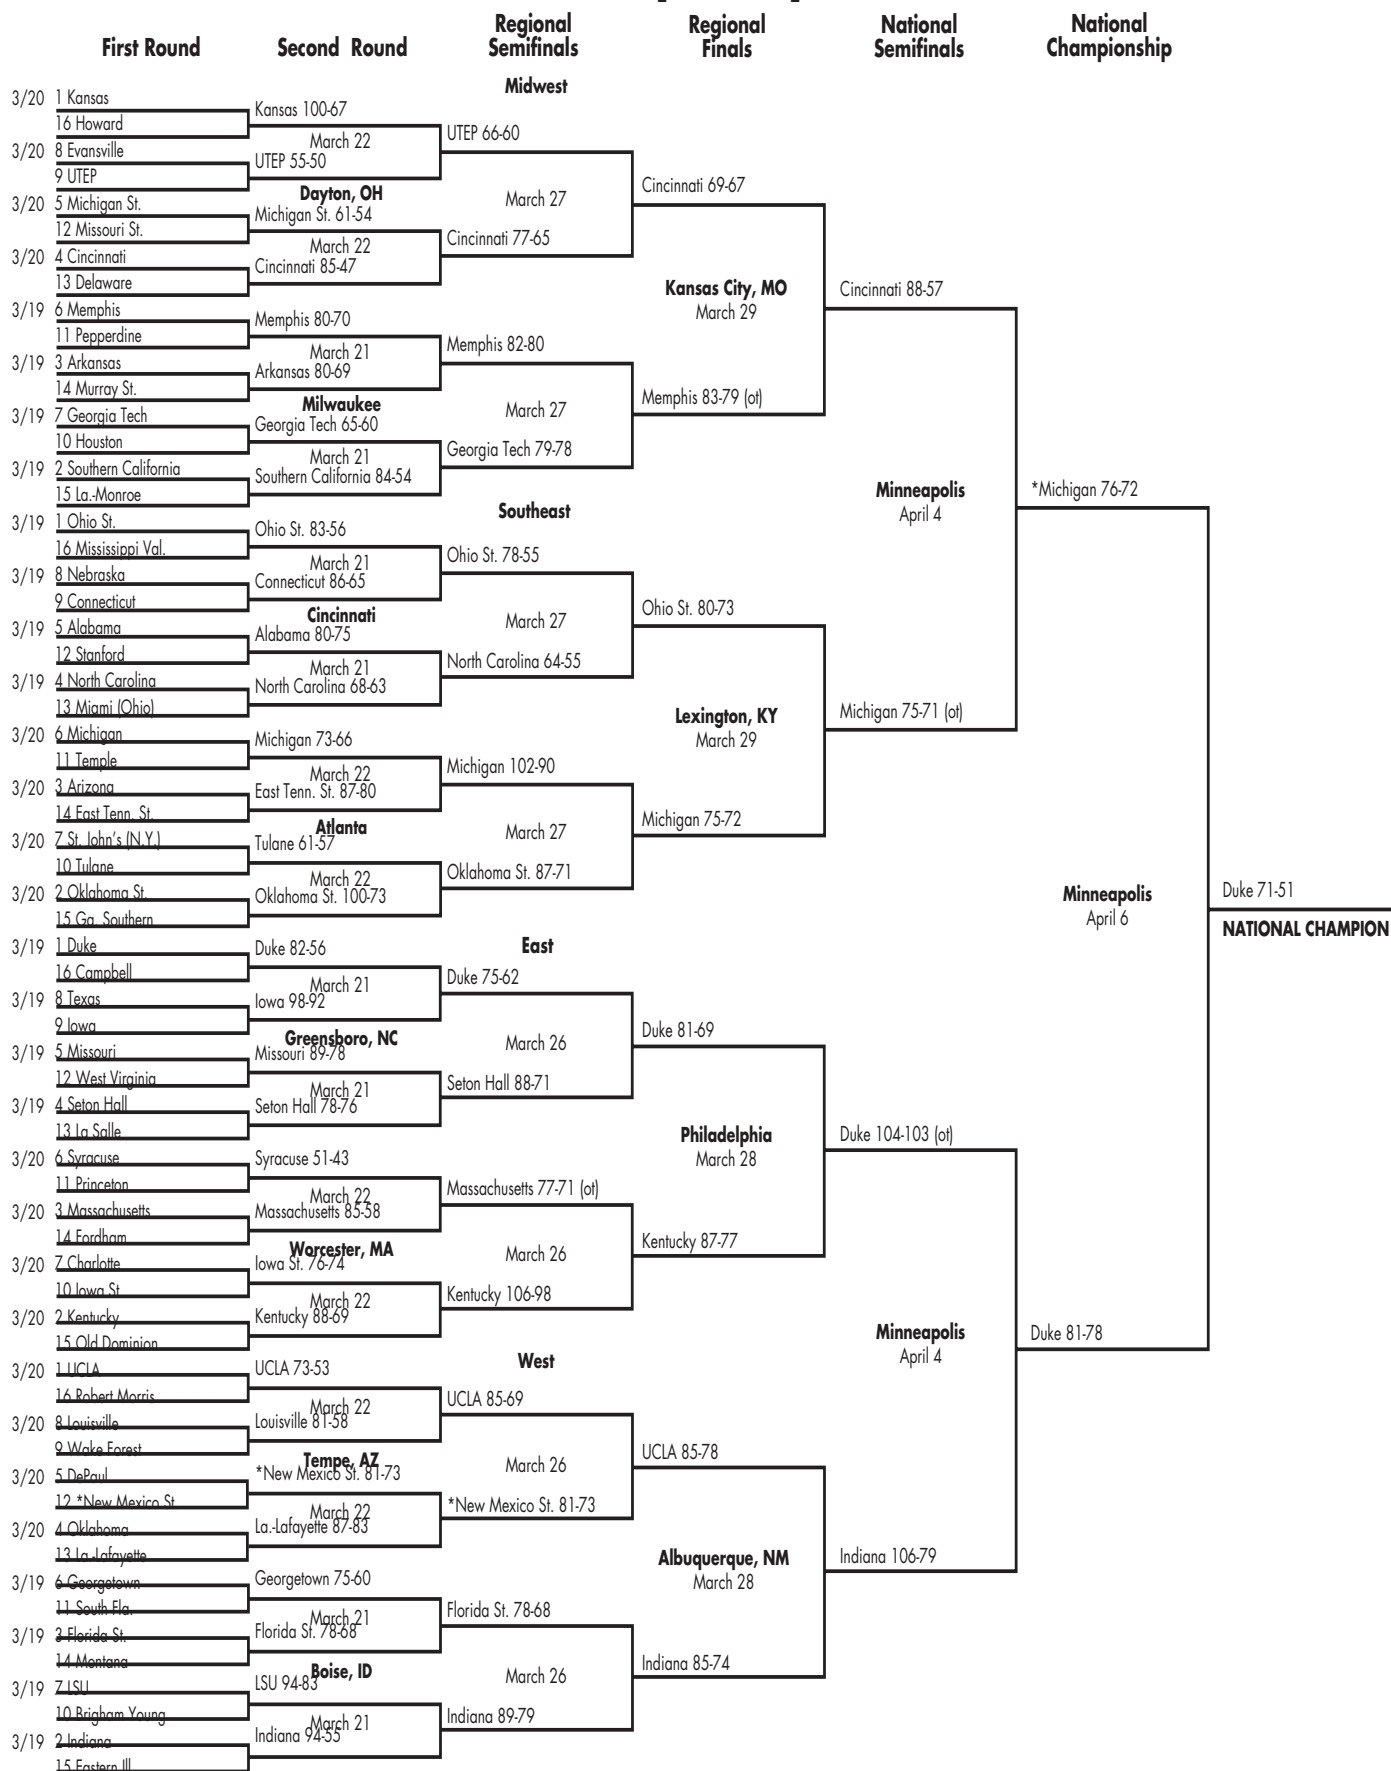 First Round
Second Round
Regional
Semifinals
Regional
Finals
National
Semifinals
National
Championship
Midwest
3/20 1 Kansas
16 Howard
3/20 8 Evansville
9 UTEP
3/20 5 Michigan St.
12 Missouri St.
3/20 4 Cincinnati
13 Delaware
3/19 6 Memphis
11 Pepperdine
3/19 3 Arkansas
14 Murray St.
3/19 7 Georgia Tech
10 Houston
3/19 2 Southern California
15 La.-Monroe
Kansas 100-67
March 22
UTEP 55-50
Dayton, OH
Michigan St. 61-54
March 22
Cincinnati 85-47
Memphis 80-70
March 21
Arkansas 80-69
Milwaukee
Georgia Tech 65-60
March 21
Southern California 84-54
UTEP 66-60
March 27
Cincinnati 77-65
Memphis 82-80
March 27
Georgia Tech 79-78
Cincinnati 69-67
Kansas City, MO
March 29
Memphis 83-79 (ot)
Cincinnati 88-57
Southeast
3/19 1 Ohio St.
16 Mississippi Val.
3/19 8 Nebraska
9 Connecticut
3/19 5 Alabama
12 Stanford
3/19 4 North Carolina
13 Miami (Ohio)
3/20 6 Michigan
11 Temple
3/20 3 Arizona
14 East Tenn. St.
3/20 7 St. John's (N.Y.)
10 Tulane
3/20 2 Oklahoma St.
15 Ga. Southern
Ohio St. 83-56
March 21
Connecticut 86-65
Cincinnati
Alabama 80-75
March 21
North Carolina 68-63
Michigan 73-66
March 22
East Tenn. St. 87-80
Atlanta
Tulane 61-57
March 22
Oklahoma St. 100-73
Ohio St. 78-55
March 27
North Carolina 64-55
Michigan 102-90
March 27
Oklahoma St. 87-71
Ohio St. 80-73
Lexington, KY
March 29
Michigan 75-72
Michigan 75-71 (ot)
Minneapolis
April 4
*Michigan 76-72
East
3/19 1 Duke
16 Campbell
3/19 8 Texas
9 Iowa
3/19 5 Missouri
12 West Virginia
3/19 4 Seton Hall
13 La Salle
3/20 6 Syracuse
11 Princeton
3/20 3 Massachusetts
14 Fordham
3/20 7 Charlotte
10 Iowa St.
3/20 2 Kentucky
15 Old Dominion
Duke 82-56
March 21
Iowa 98-92
Greensboro, NC
Missouri 89-78
March 21
Seton Hall 78-76
Syracuse 51-43
March 22
Massachusetts 85-58
Worcester, MA
Iowa St. 76-74
March 22
Kentucky 88-69
Duke 75-62
March 26
Seton Hall 88-71
Massachusetts 77-71 (ot)
March 26
Kentucky 106-98
Duke 81-69
Philadelphia
March 28
Kentucky 87-77
Duke 104-103 (ot)
West
3/20 1 UCLA
16 Robert Morris
3/20 8 Louisville
9 Wake Forest
3/20 5 DePaul
12 *New Mexico St.
3/20 4 Oklahoma
13 La.-Lafayette
3/19 6 Georgetown
11 South Fla.
3/19 3 Florida St.
14 Montana
3/19 7 LSU
10 Brigham Young
3/19 2 Indiana
15 Eastern Ill.
UCLA 73-53
March 22
Louisville 81-58
Tempe, AZ
*New Mexico St. 81-73
March 22
La.-Lafayette 87-83
Georgetown 75-60
March 21
Florida St. 78-68
Boise, ID
LSU 94-83
March 21
Indiana 94-55
UCLA 85-69
March 26
*New Mexico St. 81-73
Florida St. 78-68
March 26
Indiana 89-79
UCLA 85-78
Albuquerque, NM
March 28
Indiana 85-74
Indiana 106-79
Minneapolis
April 4
Duke 81-78
Minneapolis
April 6
Duke 71-51
NATIONAL CHAMPION